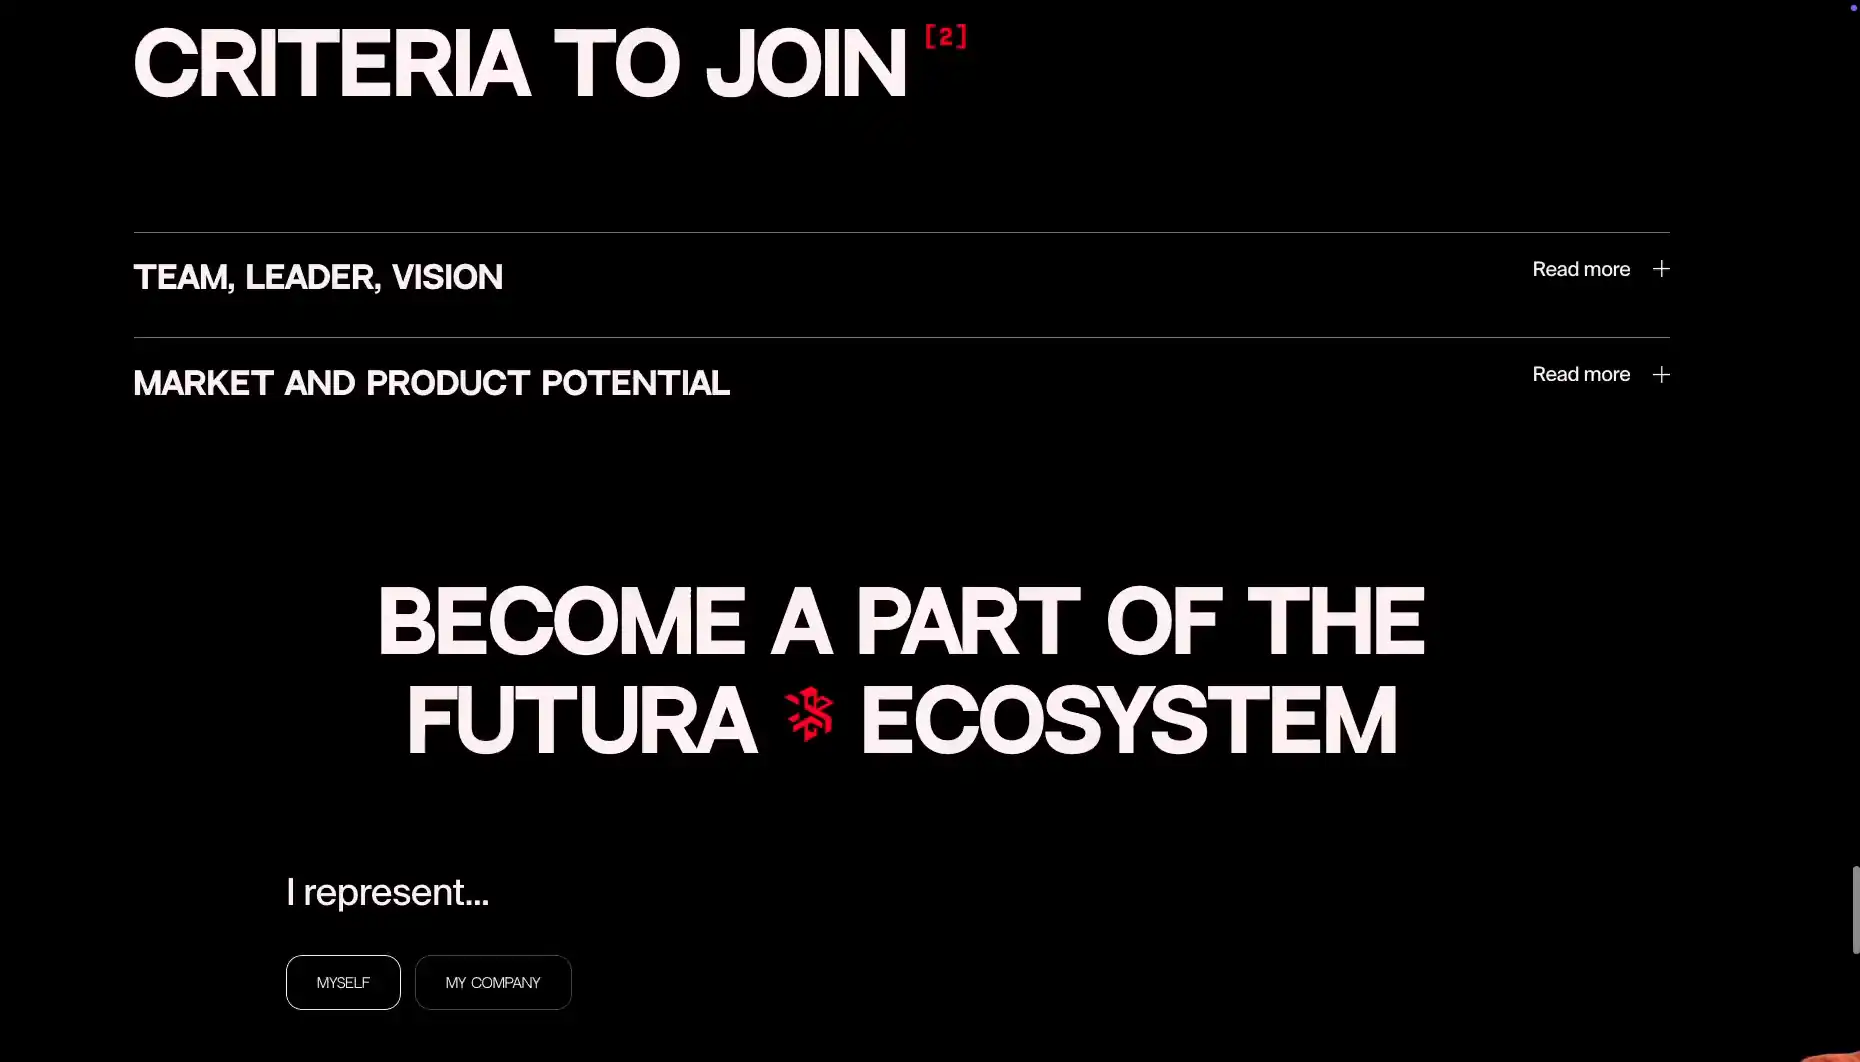 CRITERIA TO JOIN [2]
TEAM, LEADER, VISION
Read more
MARKET AND PRODUCT POTENTIAL
Read more
BECOME A PART OF THE
FUTURA ECOSYSTEM
I represent...
MYSELF
MY COMPANY